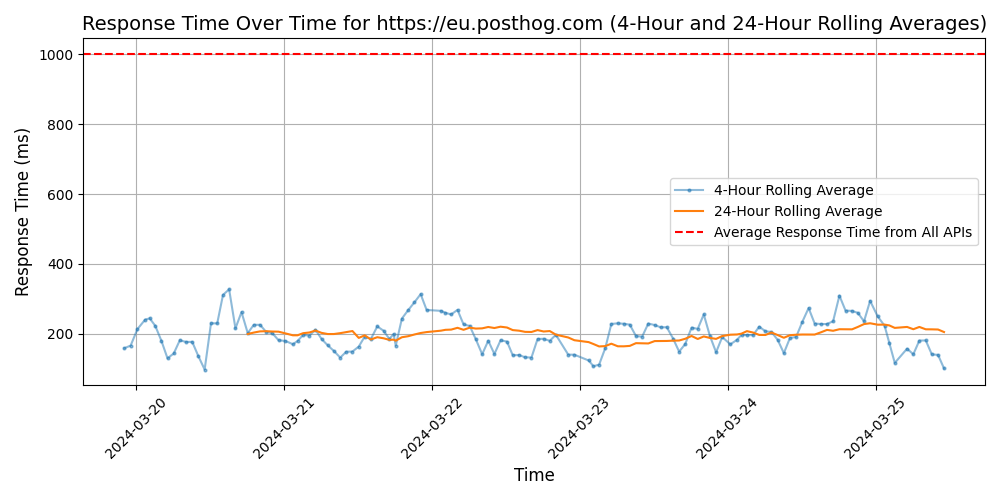 Response Time Over Time for https://eu.posthog.com (4-Hour and 24-Hour Rolling Averages)
1000
800
600
400
200
Response Time (ms)
4-Hour Rolling Average
24-Hour Rolling Average
Average Response Time from All APIs
2024-03-20
2024-03-21
2024-03-22
2024-03-23
2024-03-24
2024-03-25
Time